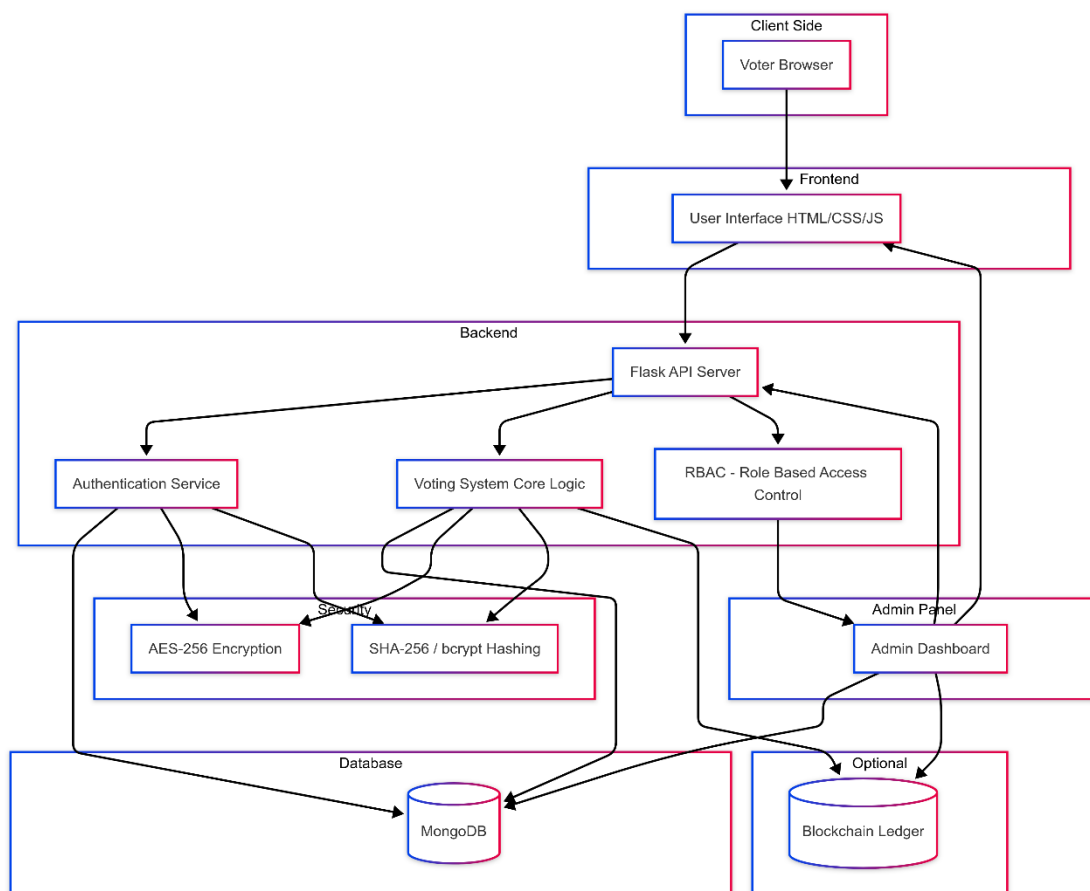 Client Side
Voter Browser
Frontend
User Interface HTML/CSS/JS
Backend
Flask API Server
Authentication Service
Voting System Core Logic
RBAC - Role Based Access
Control
Security
AES-256 Encryption
SHA-256 / bcrypt Hashing
Admin Panel
Admin Dashboard
Database
MongoDB
Optional
Blockchain Ledger